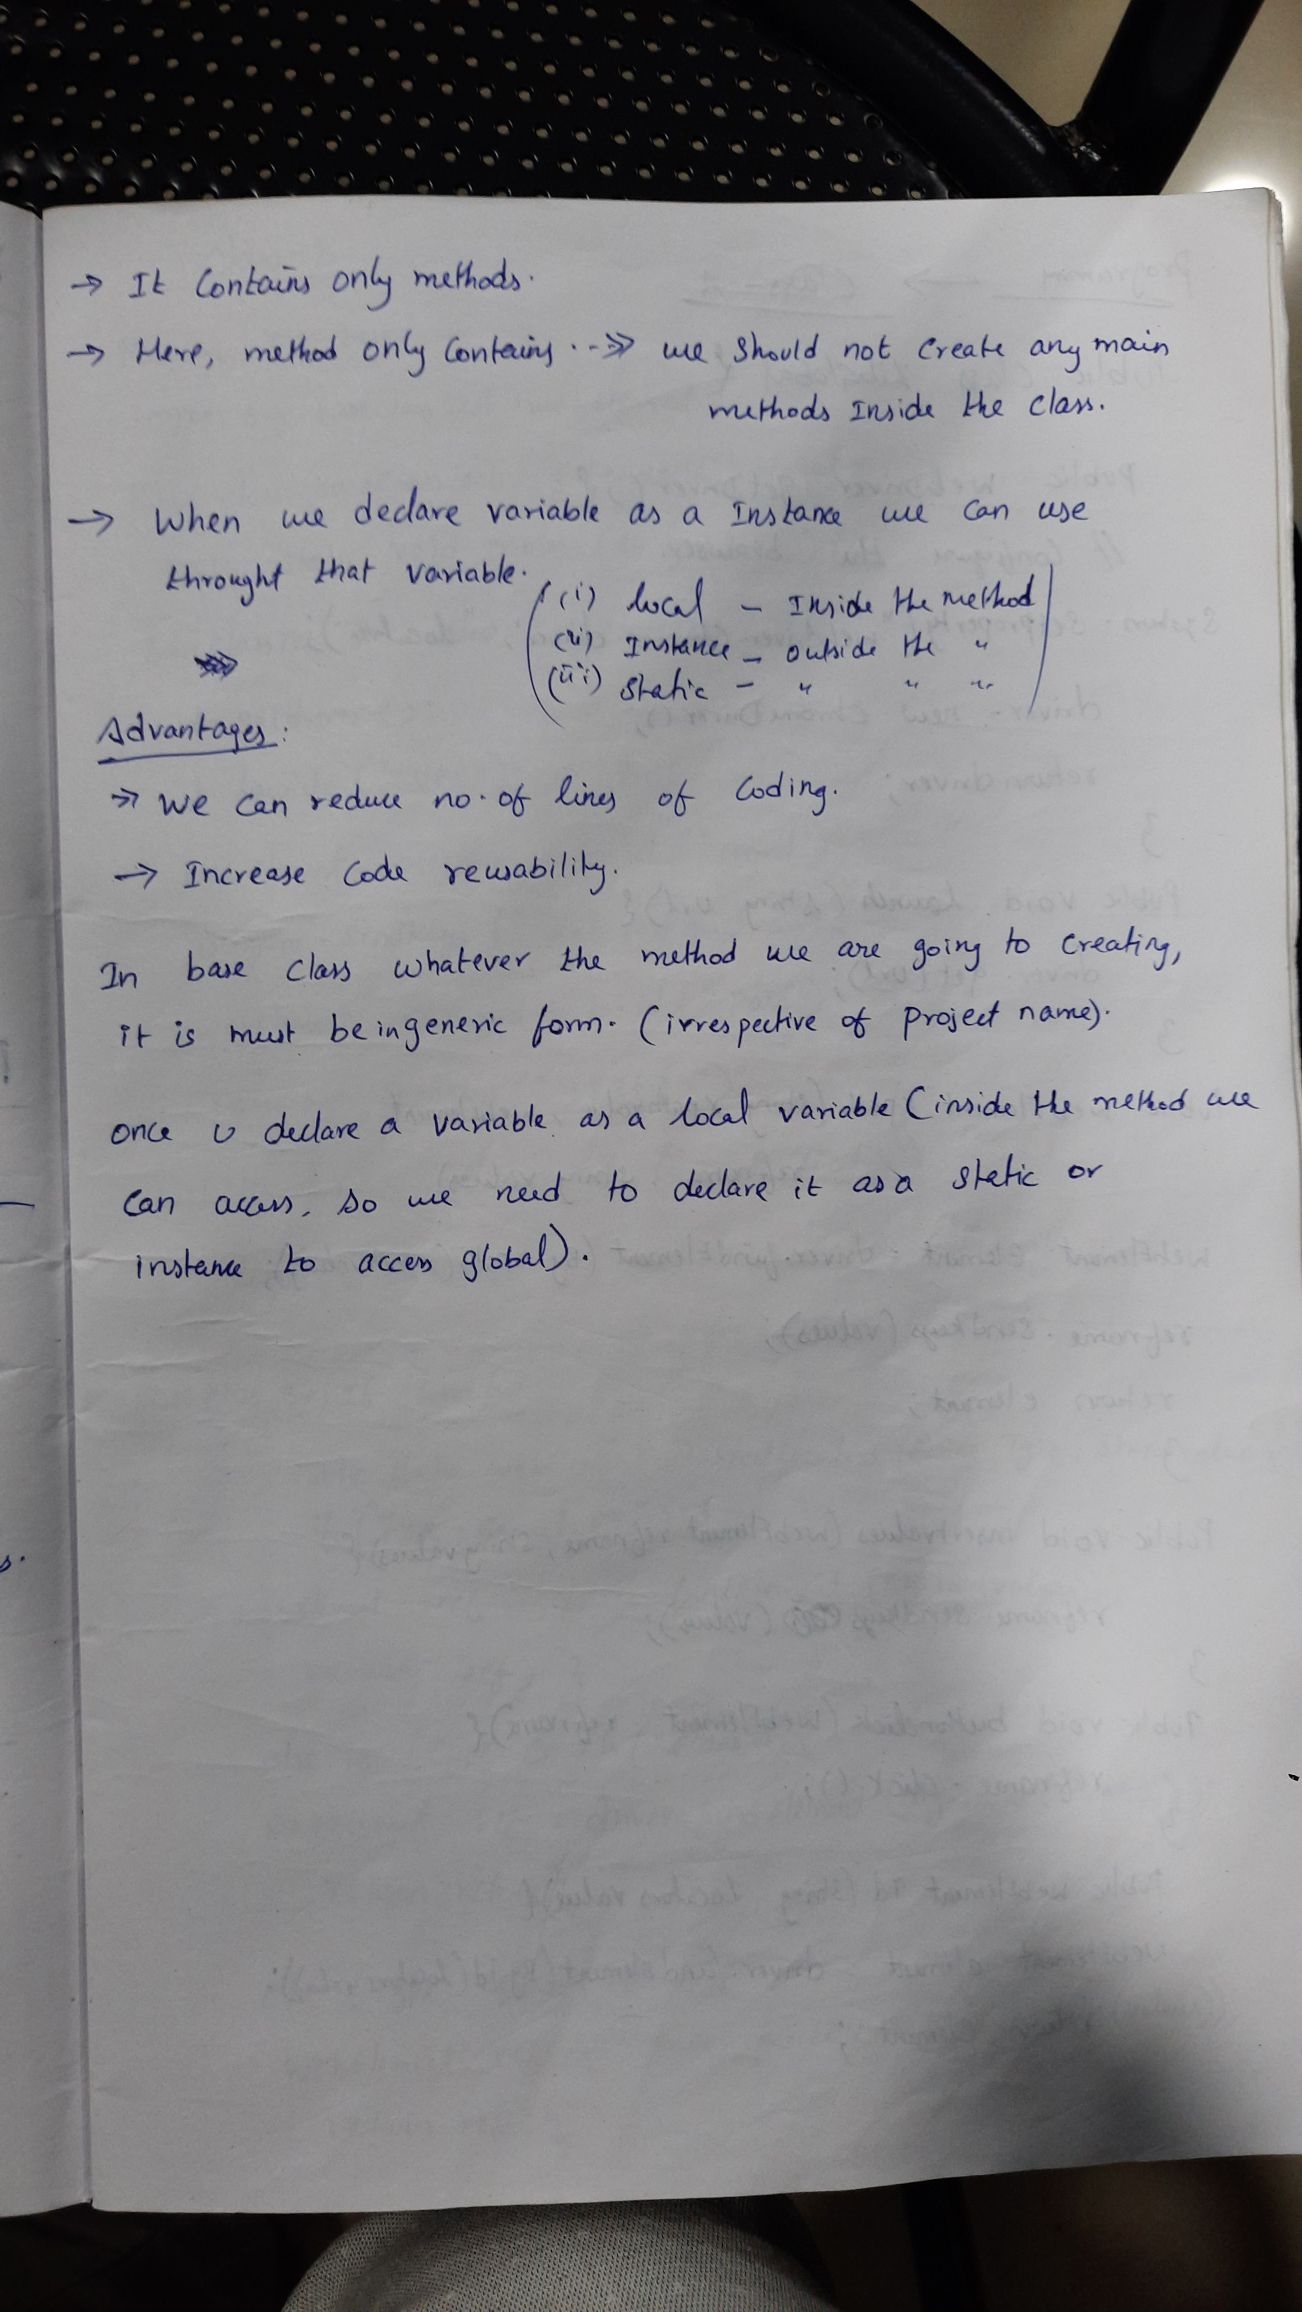 → It Contains only methods.
→ Here, method only Contains ..->> we Should not Create any main
methods Inside the class.
→ When we declare variable as a Instance we can use
throught that variable.
(i) local - Inside the method
(ii) Instance - outside the "
(iii) Static - " " "
Advantages:
→ We can reduce no. of lines of Coding.
→ Increase Code reusability.
In base class whatever the method we are going to creating,
it is must be in generic form. (irrespective of project name).
once u declare a variable as a local variable (inside the method we
can access, so we need to declare it as a static or
instance to access global).
s.